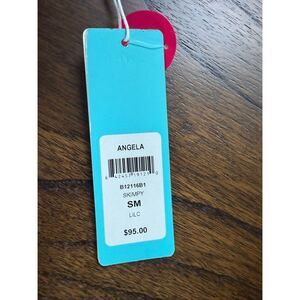 ANGELA
B12116B1
SKIMPY
SM
LILC
$95.00